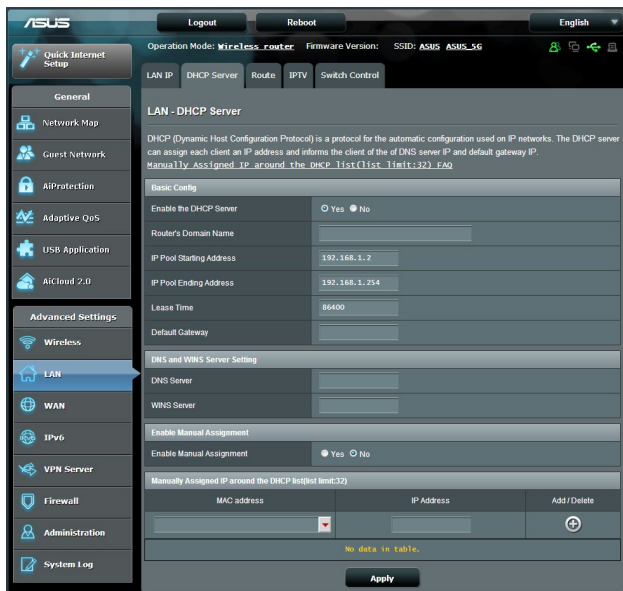 ASUS
Logout
Reboot
English
Quick Internet Setup
Operation Mode: Wireless router Firmware Version: SSID: ASUS ASUS_5G
LAN IP
DHCP Server
Route
IPTV
Switch Control
General
Network Map
Guest Network
AiProtection
Adaptive QoS
USB Application
AiCloud 2.0
Advanced Settings
Wireless
LAN
WAN
IPv6
VPN Server
Firewall
Administration
System Log
LAN - DHCP Server
DHCP (Dynamic Host Configuration Protocol) is a protocol for the automatic configuration used on IP networks. The DHCP server
can assign each client an IP address and informs the client of the of DNS server IP and default gateway IP.
Manually Assigned IP around the DHCP list(list limit:32) FAQ
Basic Config
Enable the DHCP Server Yes No
Router's Domain Name
IP Pool Starting Address 192.168.1.2
IP Pool Ending Address 192.168.1.254
Lease Time 86400
Default Gateway
DNS and WINS Server Setting
DNS Server
WINS Server
Enable Manual Assignment
Enable Manual Assignment Yes No
Manually Assigned IP around the DHCP list(list limit:32)
MAC address IP Address Add / Delete
No data in table.
Apply